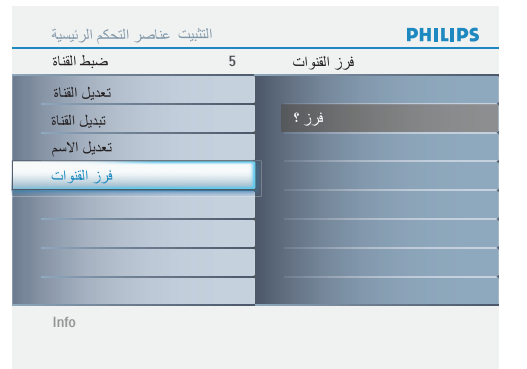 التثبيت عناصر التحكم الرئيسية PHILIPS
ضبط القناة 5 فرز القنوات
تعديل القناة
تبديل القناة فرز ؟
تعديل الاسم
فرز القنوات
Info